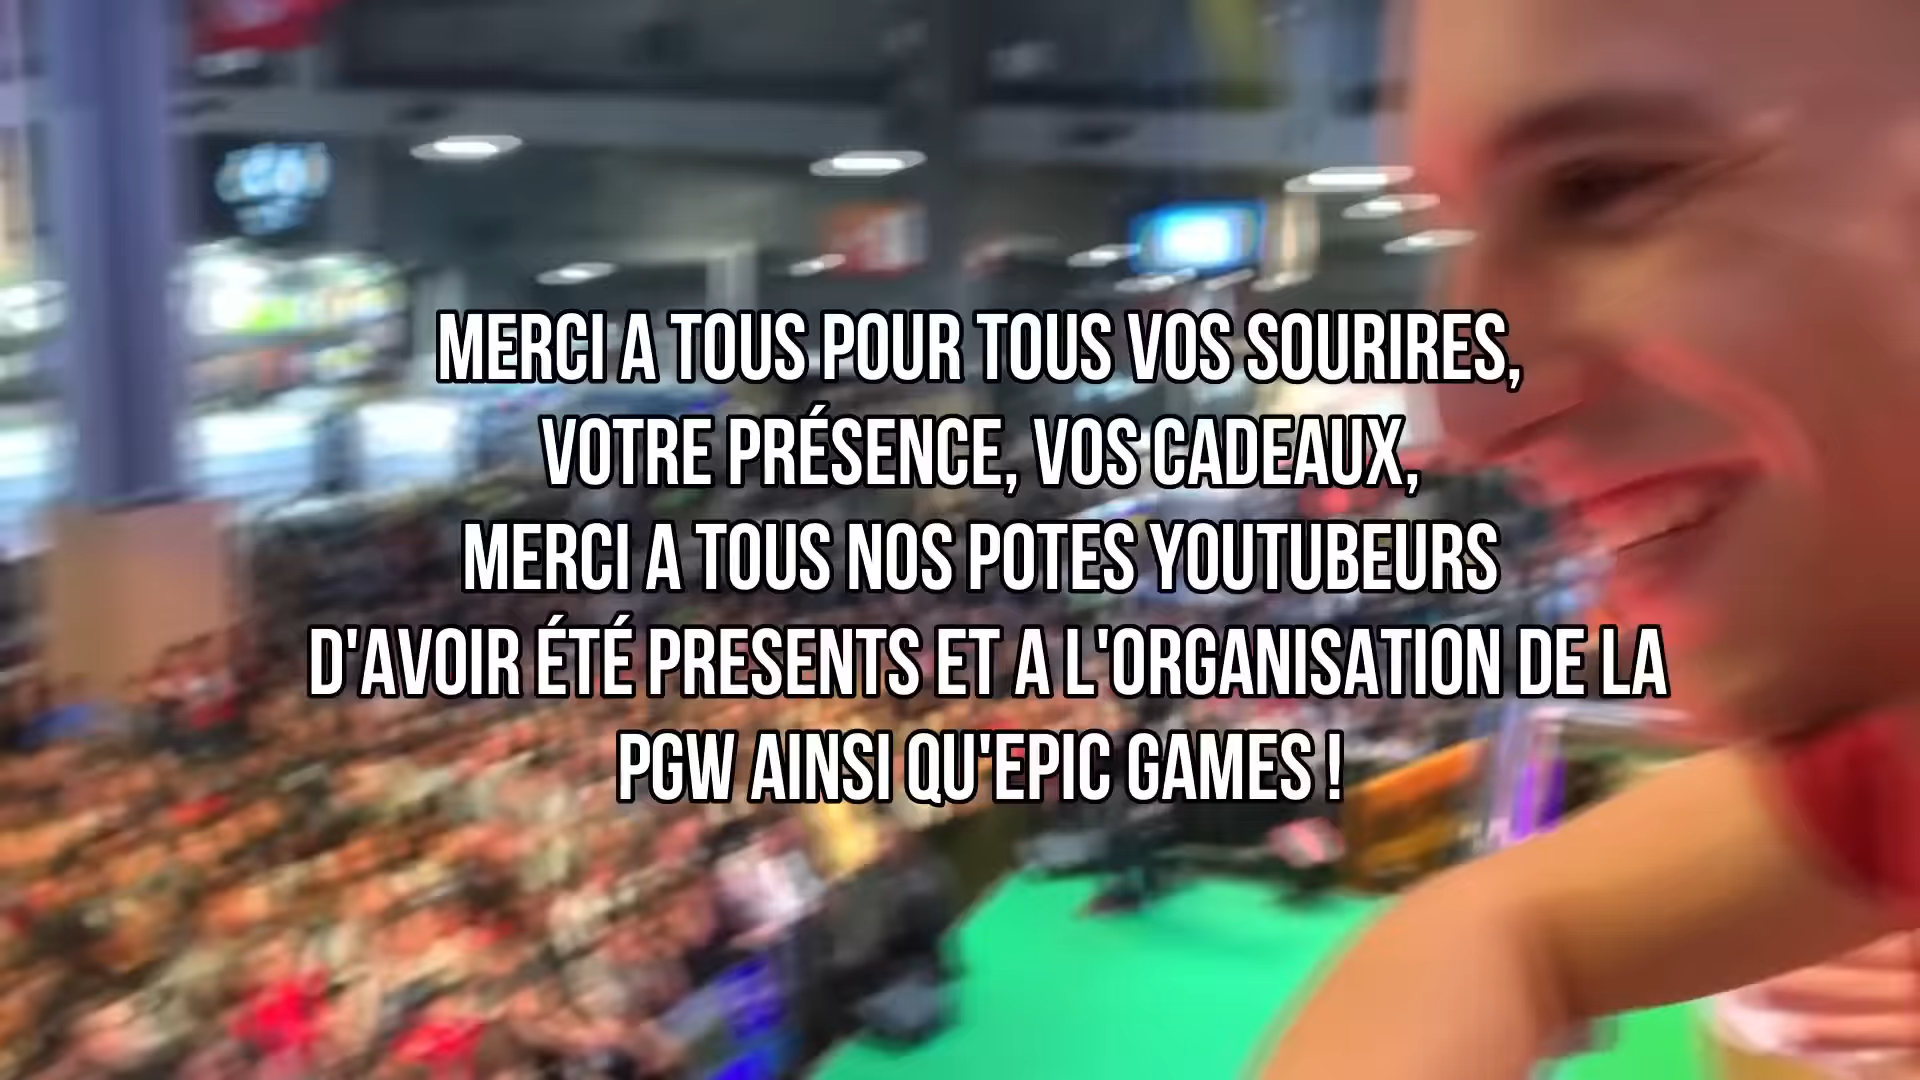 MERCI A TOUS POUR TOUS VOS SOURIRES,
VOTRE PRÉSENCE, VOS CADEAUX,
MERCI A TOUS NOS POTES YOUTUBEURS
D'AVOIR ÉTÉ PRESENTS ET A L'ORGANISATION DE LA
PGW AINSI QU'EPIC GAMES !